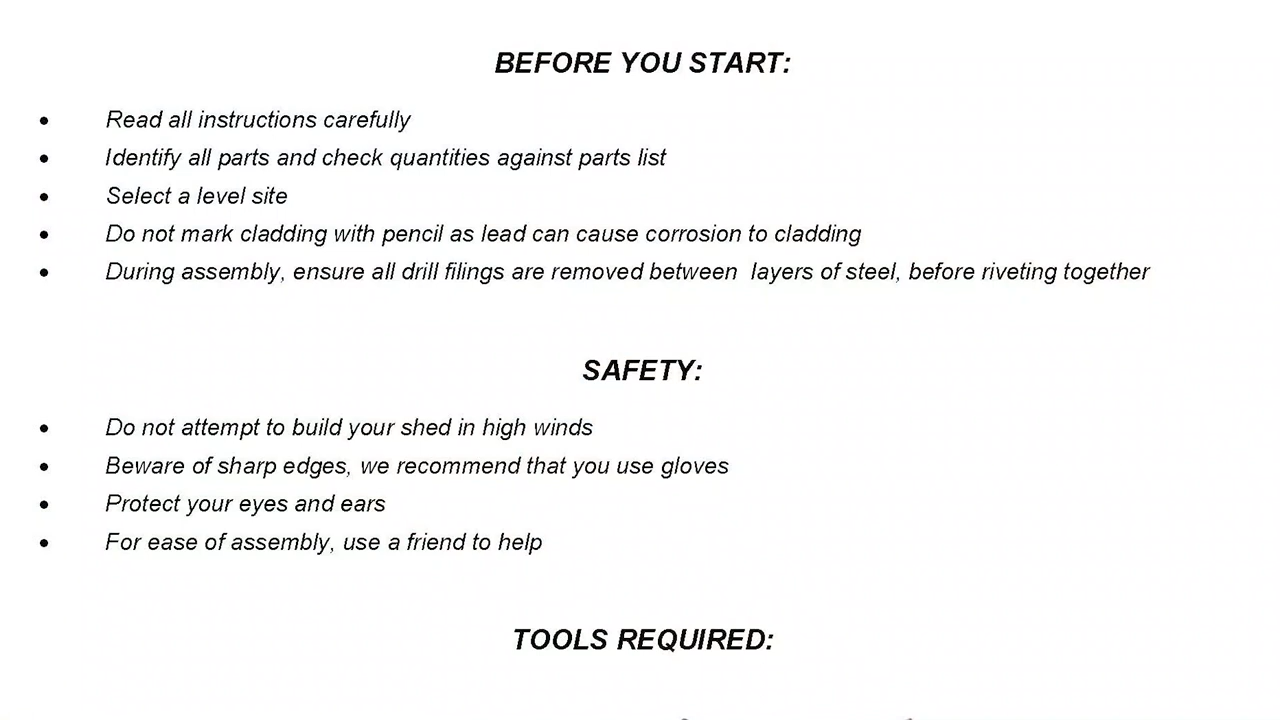 BEFORE YOU START:
• Read all instructions carefully
• Identify all parts and check quantities against parts list
• Select a level site
• Do not mark cladding with pencil as lead can cause corrosion to cladding
• During assembly, ensure all drill filings are removed between  layers of steel, before riveting together
SAFETY:
• Do not attempt to build your shed in high winds
• Beware of sharp edges, we recommend that you use gloves
• Protect your eyes and ears
• For ease of assembly, use a friend to help
TOOLS REQUIRED: